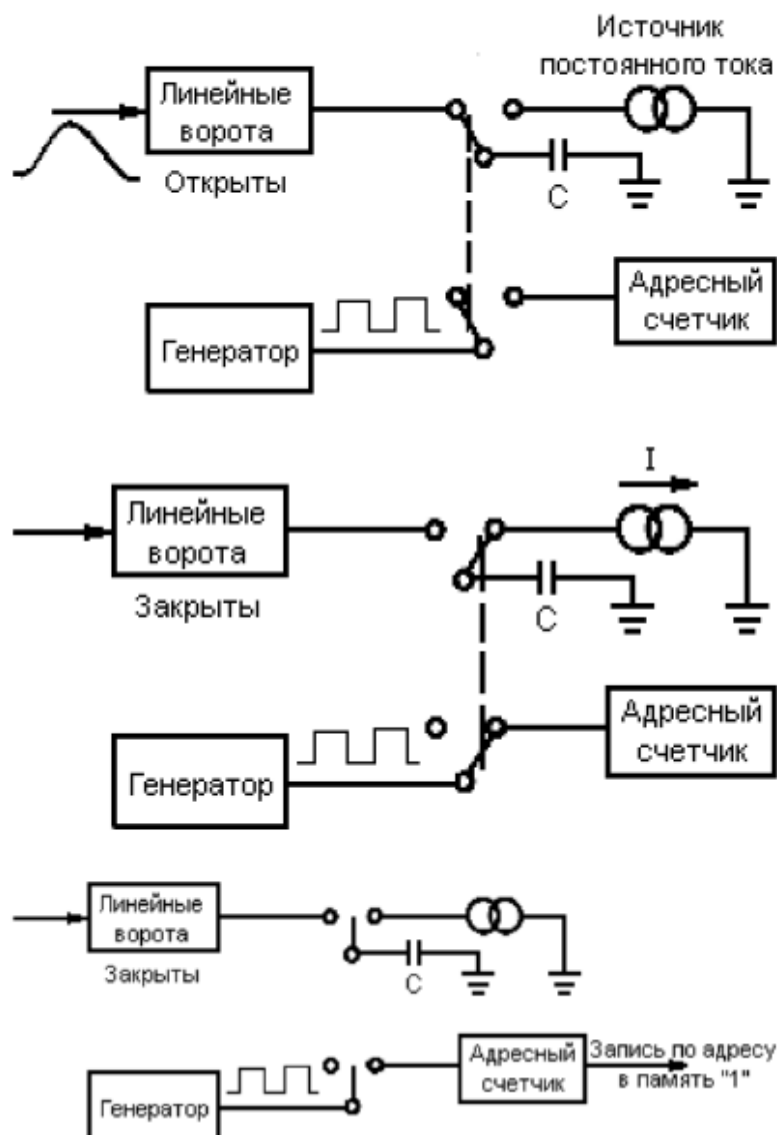 Источник
постоянного тока
Линейные
ворота
Открыты
C
Адресный
счетчик
Генератор
I
Линейные
ворота
Закрыты
C
Адресный
счетчик
Генератор
Линейные
ворота
Закрыты
C
Адресный
счетчик
Запись по адресу
в память "1"
Генератор